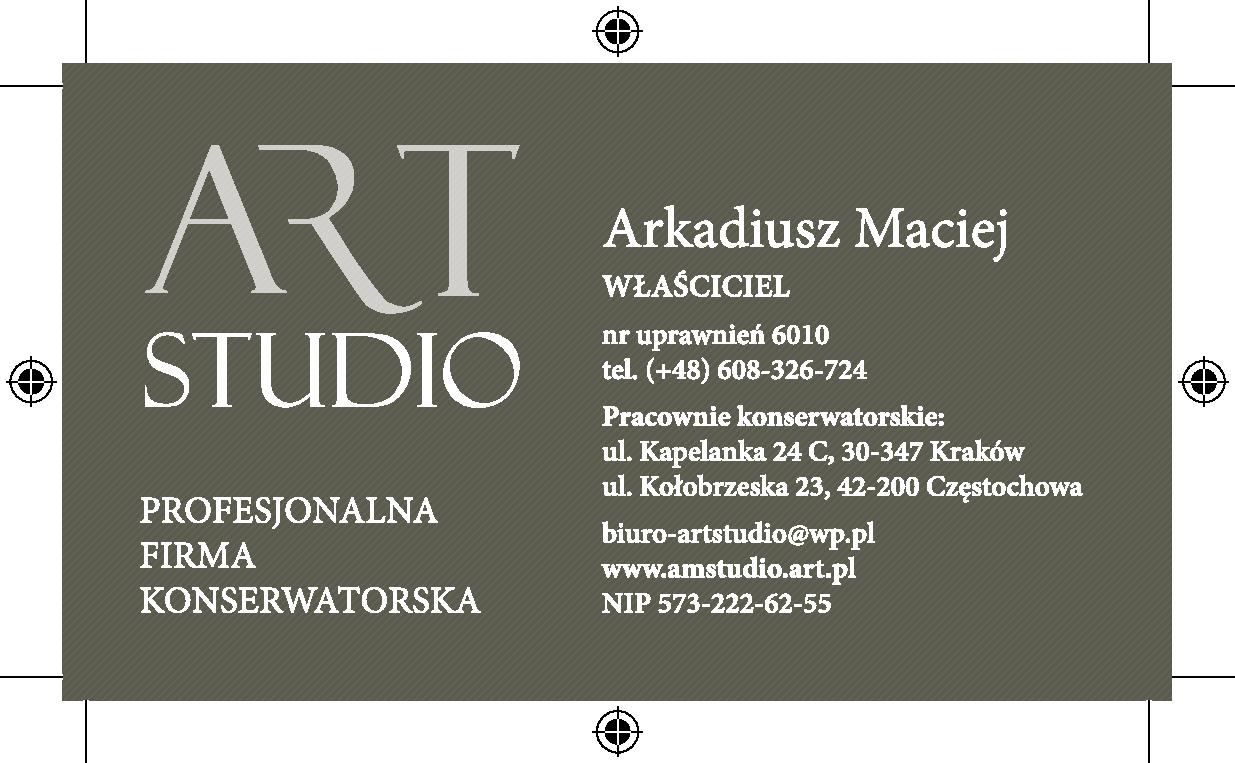 ART
STUDIO
PROFESJONALNA
FIRMA
KONSERWATORSKA
Arkadiusz Maciej
WŁAŚCICIEL
nr uprawnień 6010
tel. (+48) 608-326-724
Pracownie konserwatorskie:
ul. Kapelanka 24 C, 30-347 Kraków
ul. Kołobrzeska 23, 42-200 Częstochowa
biuro-artstudio@wp.pl
www.amstudio.art.pl
NIP 573-222-62-55